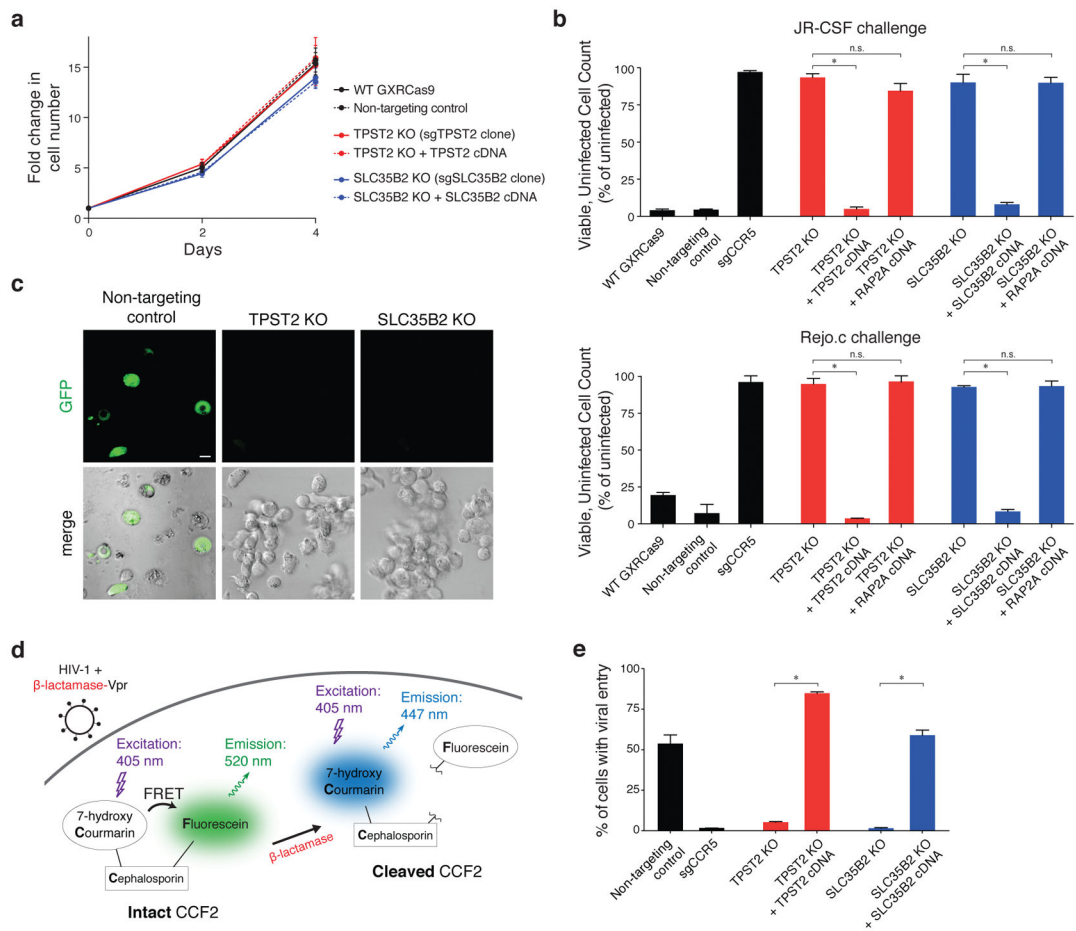 a
Fold change in
cell number
15
10
5
0
0
2
4
Days
WT GXRCas9
Non-targeting control
TPST2 KO (sgTPST2 clone)
TPST2 KO + TPST2 cDNA
SLC35B2 KO (sgSLC35B2 clone)
SLC35B2 KO + SLC35B2 cDNA
b
JR-CSF challenge
Viable, Uninfected Cell Count
(% of uninfected)
100
75
50
25
0
*
n.s.
*
n.s.
WT GXRCas9
Non-targeting
control
sgCCR5
TPST2 KO
TPST2 KO
+ TPST2 cDNA
TPST2 KO
+ RAP2A cDNA
SLC35B2 KO
SLC35B2 KO
+ SLC35B2 cDNA
SLC35B2 KO
+ RAP2A cDNA
Rejo.c challenge
Viable, Uninfected Cell Count
(% of uninfected)
100
75
50
25
0
*
n.s.
*
n.s.
WT GXRCas9
Non-targeting
control
sgCCR5
TPST2 KO
TPST2 KO
+ TPST2 cDNA
TPST2 KO
+ RAP2A cDNA
SLC35B2 KO
SLC35B2 KO
+ SLC35B2 cDNA
SLC35B2 KO
+ RAP2A cDNA
c
Non-targeting
control
TPST2 KO
SLC35B2 KO
GFP
merge
d
HIV-1 +
β-lactamase-Vpr
Excitation:
405 nm
Emission:
520 nm
FRET
7-hydroxy
Courmarin
Fluorescein
Cephalosporin
Intact CCF2
β-lactamase
Excitation:
405 nm
Emission:
447 nm
7-hydroxy
Courmarin
Fluorescein
Cephalosporin
Cleaved CCF2
e
% of cells with viral entry
100
75
50
25
0
*
*
Non-targeting
control
sgCCR5
TPST2 KO
TPST2 KO
+ TPST2 cDNA
SLC35B2 KO
SLC35B2 KO
+ SLC35B2 cDNA